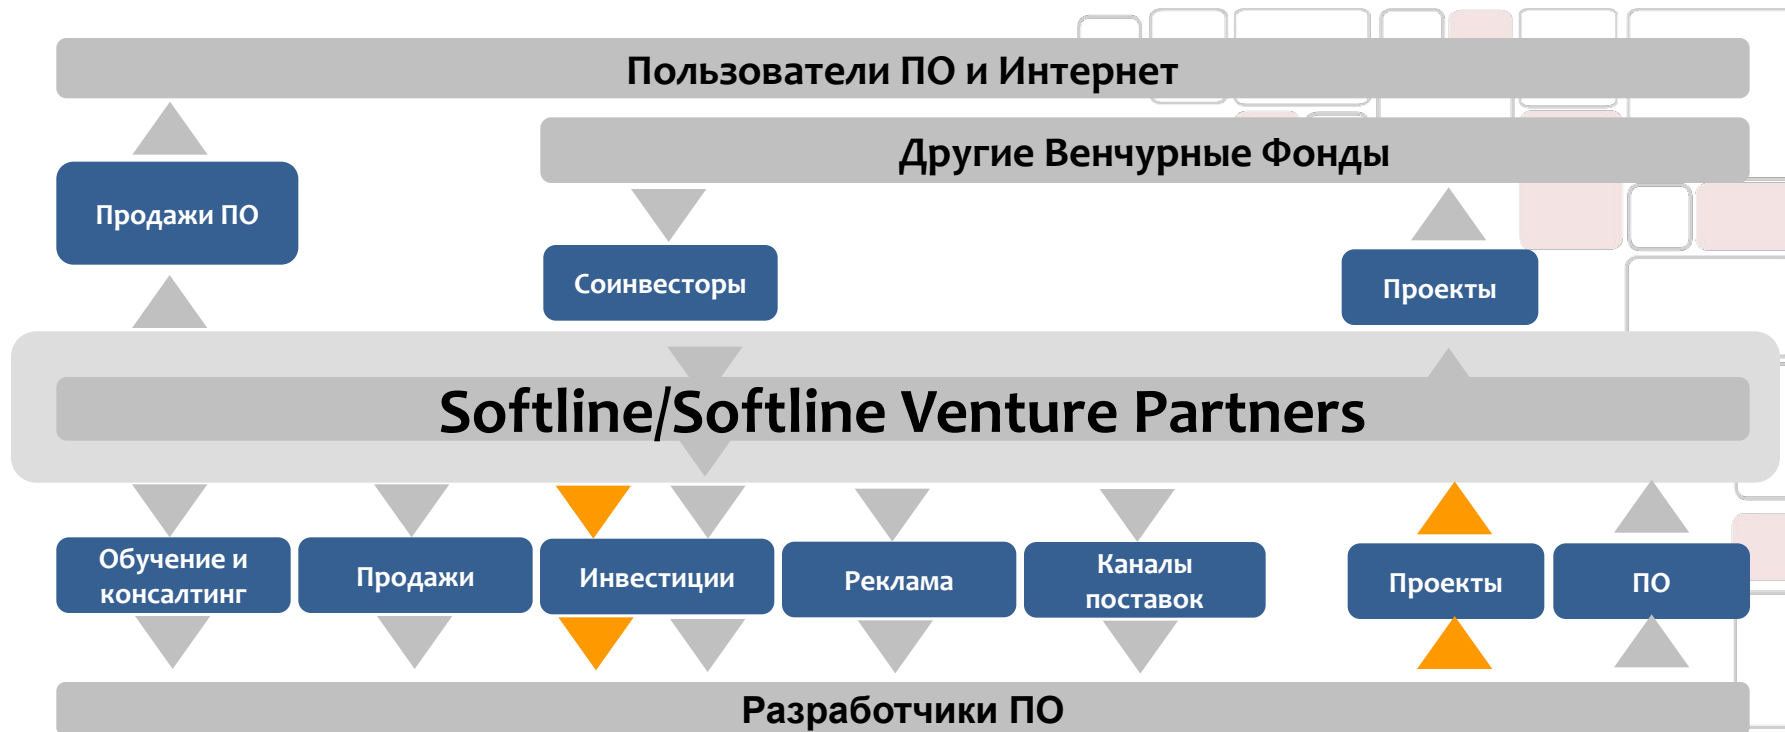 Пользователи ПО и Интернет
Другие Венчурные Фонды
Продажи ПО
Соинвесторы
Проекты
Softline/Softline Venture Partners
Обучение и
консалтинг
Продажи
Инвестиции
Реклама
Каналы
поставок
Проекты
ПО
Разработчики ПО